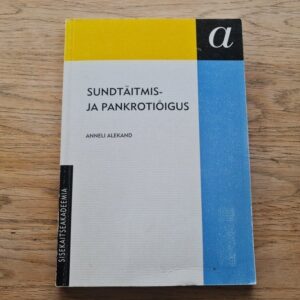 a
SUNDTÄITMIS-
JA PANKROTIÕIGUS
ANNELI ALEKAND
SISEKAITSEAKADEEMIA